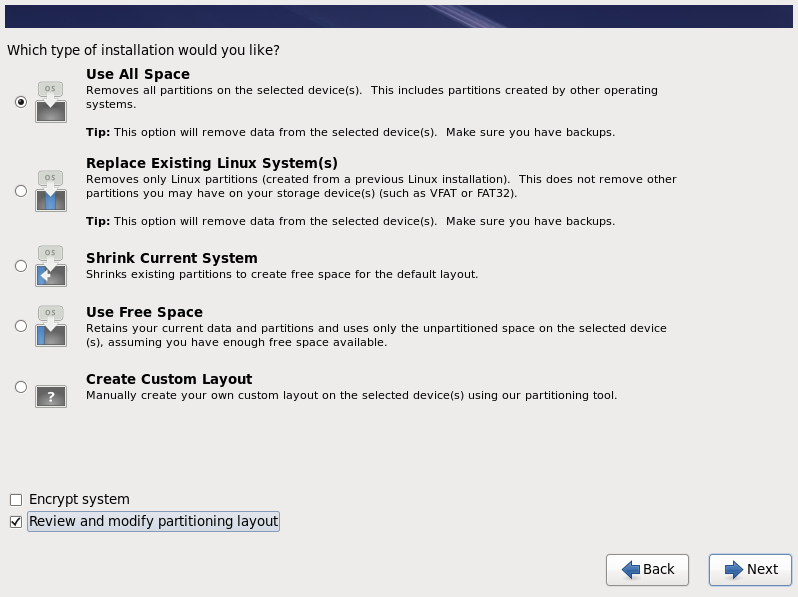 Which type of installation would you like?
OS
Use All Space
Removes all partitions on the selected device(s).  This includes partitions created by other operating
systems.
Tip: This option will remove data from the selected device(s).  Make sure you have backups.
OS
Replace Existing Linux System(s)
Removes only Linux partitions (created from a previous Linux installation).  This does not remove other
partitions you may have on your storage device(s) (such as VFAT or FAT32).
Tip: This option will remove data from the selected device(s).  Make sure you have backups.
OS
Shrink Current System
Shrinks existing partitions to create free space for the default layout.
OS
Use Free Space
Retains your current data and partitions and uses only the unpartitioned space on the selected device
(s), assuming you have enough free space available.
?
Create Custom Layout
Manually create your own custom layout on the selected device(s) using our partitioning tool.
Encrypt system
Review and modify partitioning layout
Back
Next